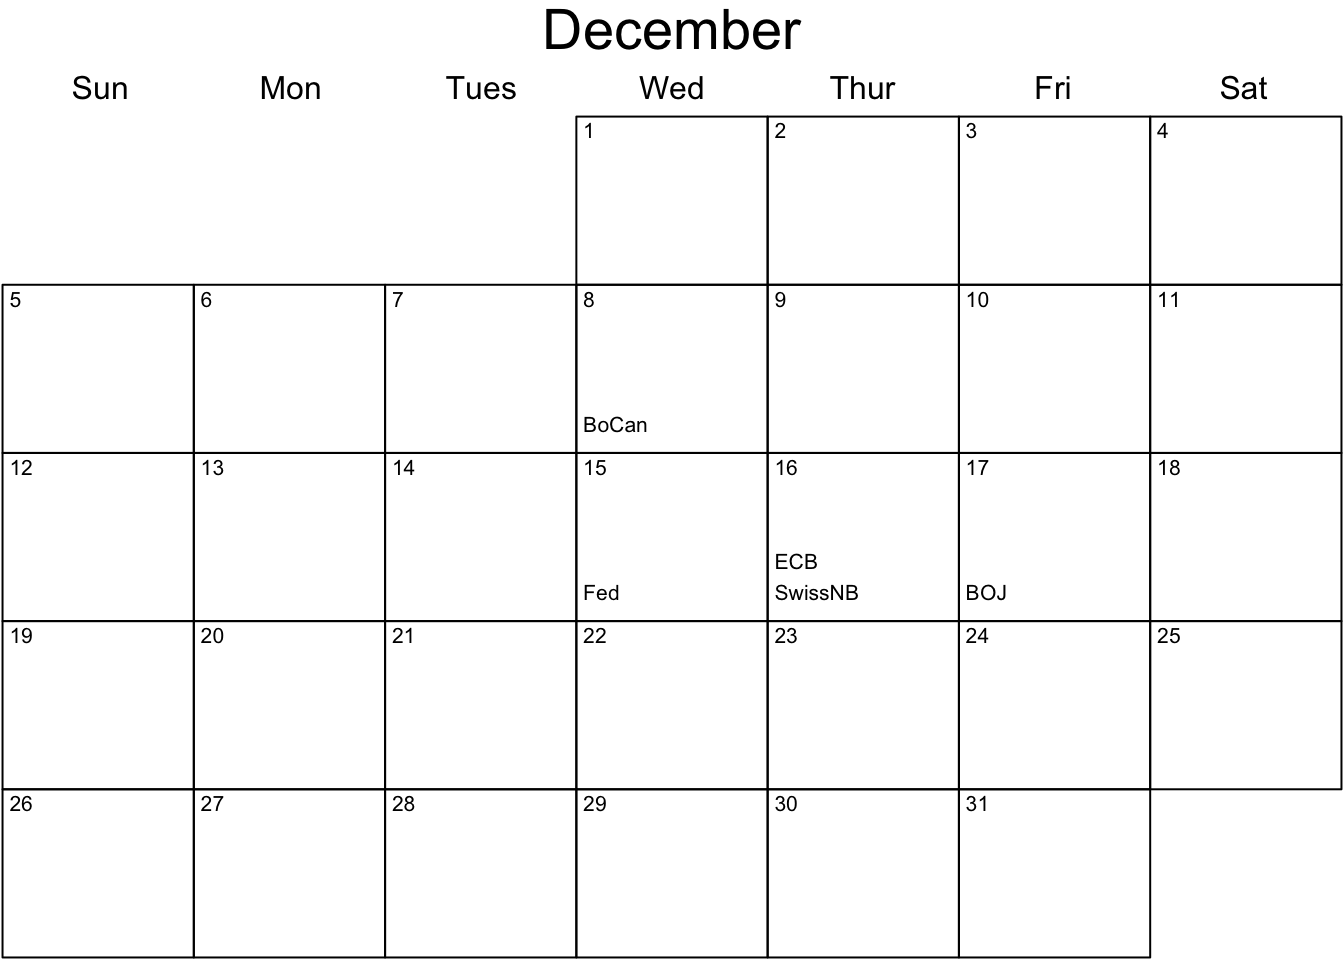 December
Sun Mon Tues Wed Thur Fri Sat
1 2 3 4
5 6 7 8 9 10 11
BoCan
12 13 14 15 16 17 18
ECB
Fed SwissNB BOJ
19 20 21 22 23 24 25
26 27 28 29 30 31